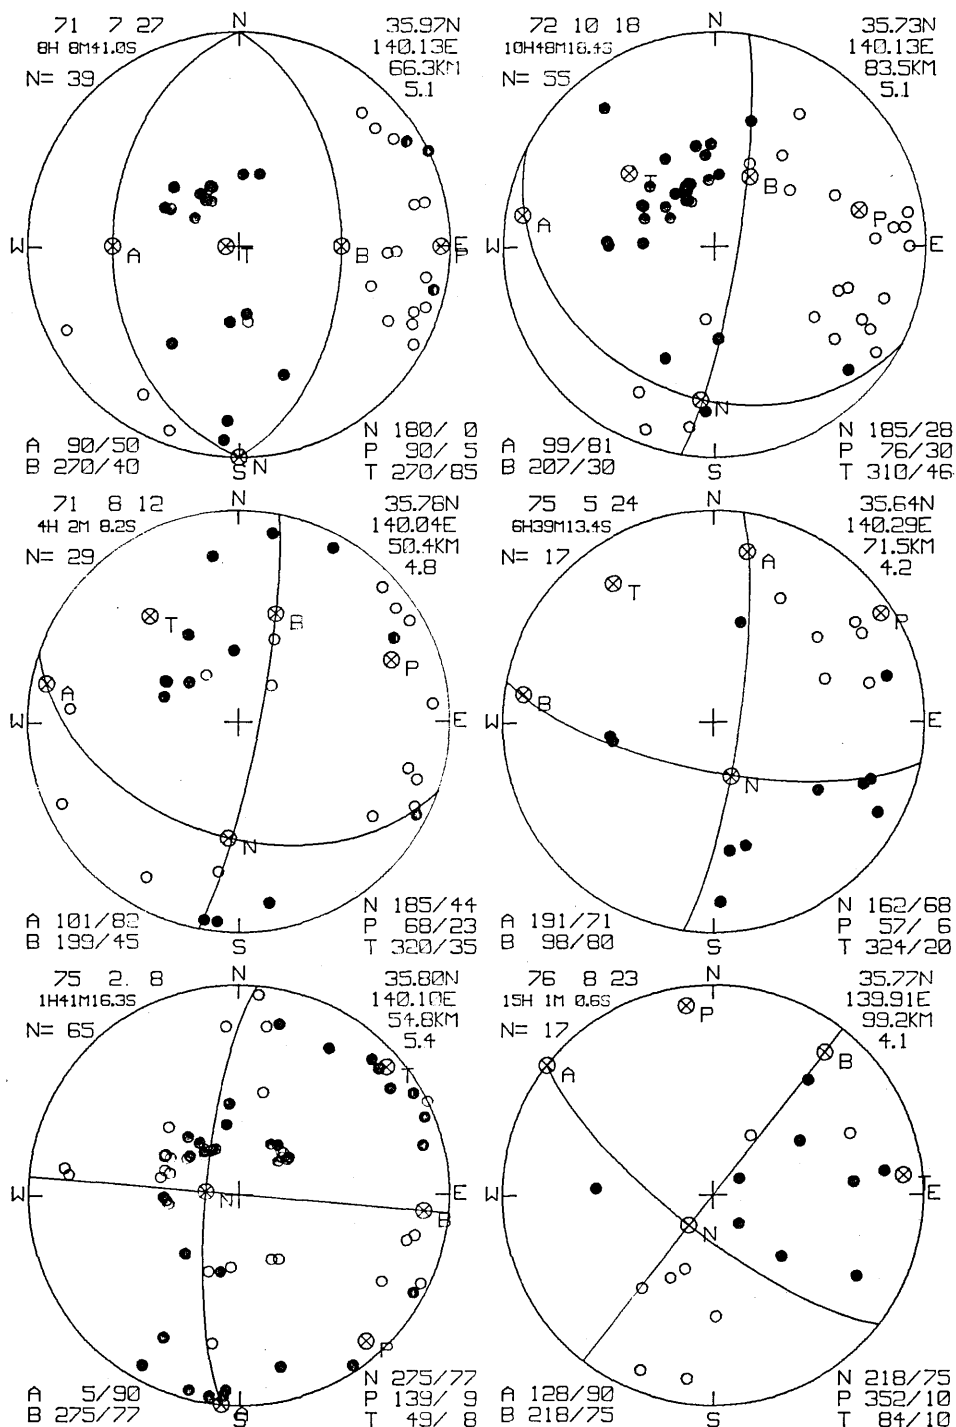 71 7 27
8H 8M41.0S
N= 39
35.97N
140.13E
66.3KM
5.1
N
W
E
S
A
T
B
P
N
A 90/50
B 270/40
N 180/ 0
P 90/ 5
T 270/85
72 10 18
10H48M18.4S
N= 55
35.73N
140.13E
83.5KM
5.1
N
E
S
T
B
A
P
N
A 99/81
B 207/30
N 185/28
P 76/30
T 310/46
71 8 12
4H 2M 8.2S
N= 29
35.78N
140.04E
50.4KM
4.8
N
W
E
S
T
B
P
A
N
A 101/82
B 199/45
N 185/44
P 68/23
T 320/35
75 5 24
6H39M13.4S
N= 17
35.64N
140.29E
71.5KM
4.2
N
W
E
S
A
T
P
B
N
A 191/71
B 98/80
N 162/68
P 57/ 6
T 324/20
75 2. 8
1H41M16.3S
N= 65
35.80N
140.10E
54.8KM
5.4
N
W
E
S
T
N
B
P
A
A 5/90
B 275/77
N 275/77
P 139/ 9
T 49/ 8
76 8 23
15H 1M 0.6S
N= 17
35.77N
139.91E
99.2KM
4.1
N
W
E
S
P
B
A
T
N
A 128/90
B 218/75
N 218/75
P 352/10
T 84/10